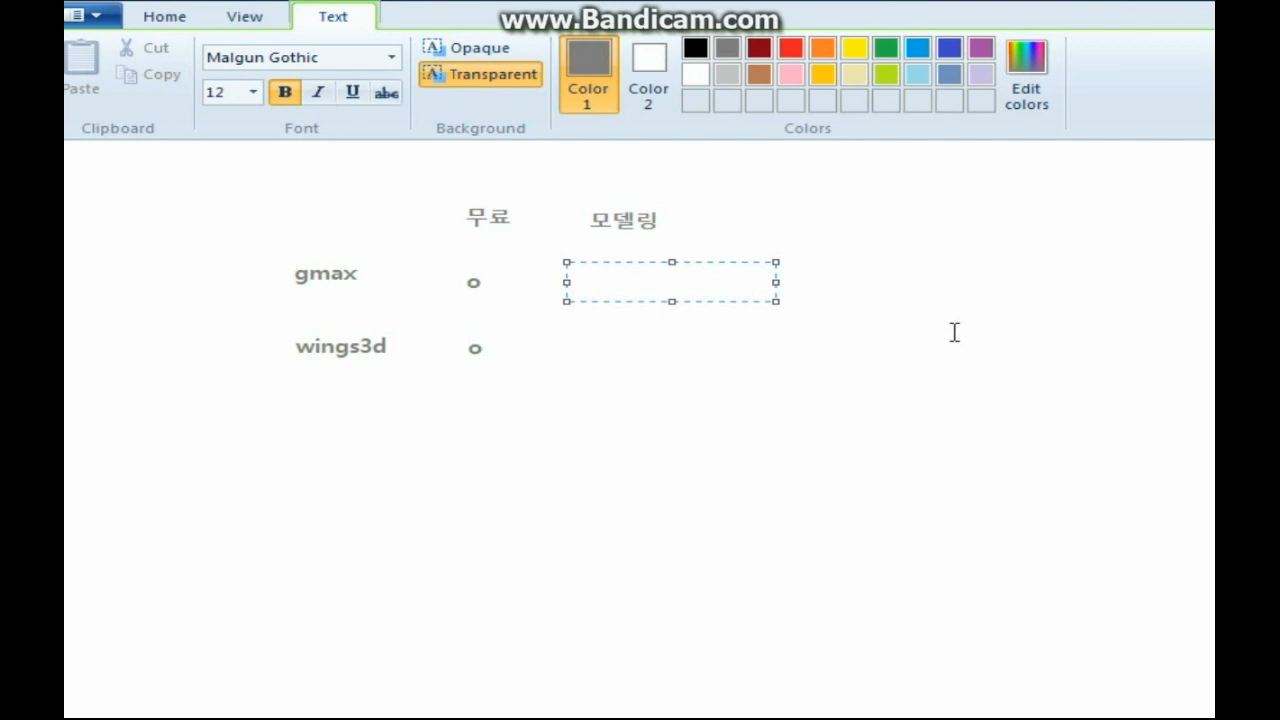 www.Bandicam.com
Home View Text
Paste
Cut
Copy
Clipboard
Malgun Gothic
12 B I U abc
Font
A Opaque
A Transparent
Background
Color 1
Color 2
Edit colors
Colors
무료 모델링
gmax o
wings3d o